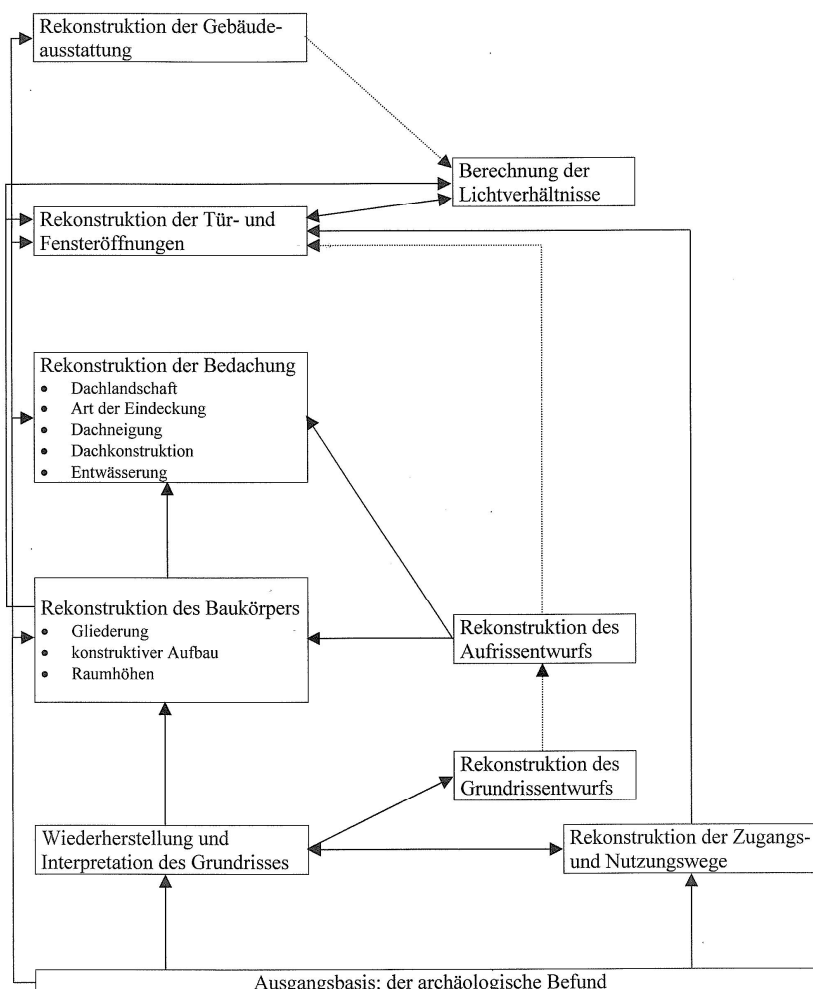 Rekonstruktion der Gebäude-
ausstattung
Berechnung der
Lichtverhältnisse
Rekonstruktion der Tür- und
Fensteröffnungen
Rekonstruktion der Bedachung
• Dachlandschaft
• Art der Eindeckung
• Dachneigung
• Dachkonstruktion
• Entwässerung
Rekonstruktion des Baukörpers
• Gliederung
• konstruktiver Aufbau
• Raumhöhen
Rekonstruktion des
Aufrissentwurfs
Rekonstruktion des
Grundrissentwurfs
Wiederherstellung und
Interpretation des Grundrisses
Rekonstruktion der Zugangs-
und Nutzungswege
Ausgangsbasis: der archäologische Befund